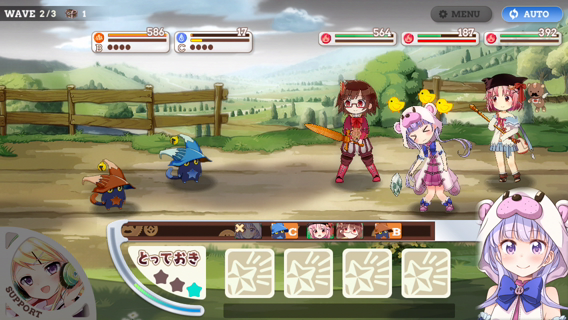 WAVE 2/3 1
MENU
AUTO
586
B
17
C
564
187
392
C
B
とっておき
SUPPORT